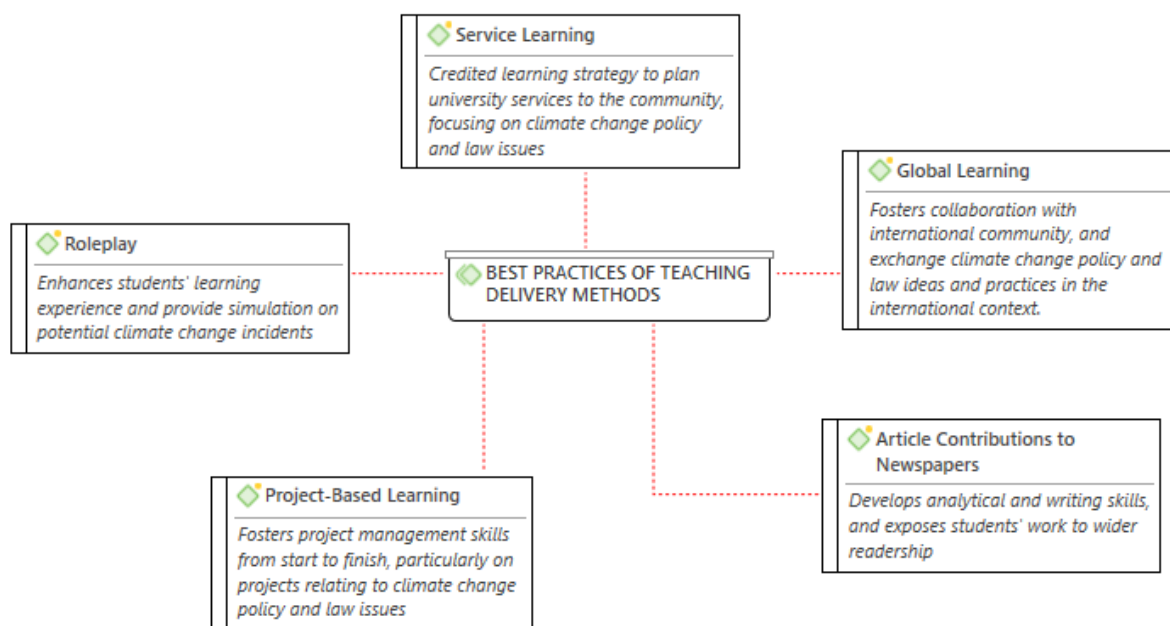 Service Learning
Credited learning strategy to plan
university services to the community,
focusing on climate change policy
and law issues
Global Learning
Fosters collaboration with
international community, and
exchange climate change policy and
law ideas and practices in the
international context.
Roleplay
Enhances students' learning
experience and provide simulation on
potential climate change incidents
BEST PRACTICES OF TEACHING
DELIVERY METHODS
Article Contributions to
Newspapers
Develops analytical and writing skills,
and exposes students' work to wider
readership
Project-Based Learning
Fosters project management skills
from start to finish, particularly on
projects relating to climate change
policy and law issues